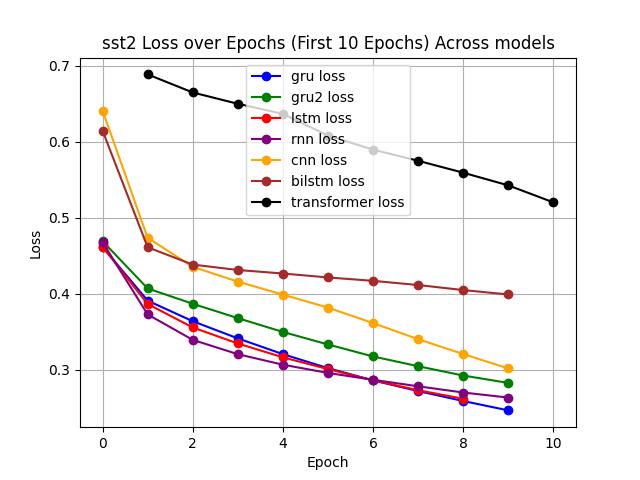 sst2 Loss over Epochs (First 10 Epochs) Across models
0.7
0.6
0.5
0.4
0.3
Loss
gru loss
gru2 loss
lstm loss
rnn loss
cnn loss
bilstm loss
transformer loss
0 2 4 6 8 10
Epoch